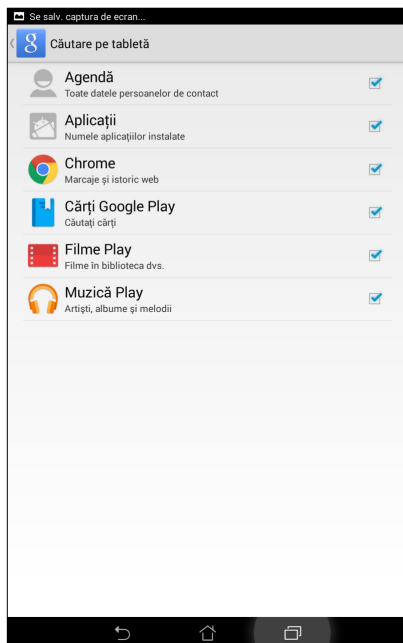 Se salv. captura de ecran...
Căutare pe tabletă
Agendă
Toate datele persoanelor de contact
Aplicații
Numele aplicațiilor instalate
Chrome
Marcaje și istoric web
Cărți Google Play
Căutați cărți
Filme Play
Filme în biblioteca dvs.
Muzică Play
Artiști, albume și melodii